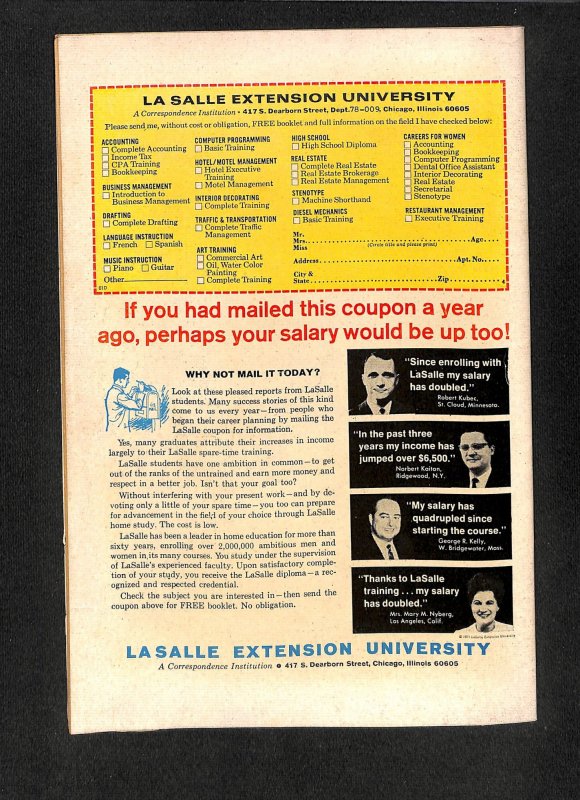 LA SALLE EXTENSION UNIVERSITY
A Correspondence Institution • 417 S. Dearborn Street, Dept. 78-009, Chicago, Illinois 60605
Please send me, without cost or obligation, FREE booklet and full information on the field I have checked below:
ACCOUNTING
Complete Accounting
Income Tax
CPA Training
Bookkeeping
BUSINESS MANAGEMENT
Introduction to
Business Management
DRAFTING
Complete Drafting
LANGUAGE INSTRUCTION
French Spanish
MUSIC INSTRUCTION
Piano Guitar
Other
010
COMPUTER PROGRAMMING
Basic Training
HOTEL/MOTEL MANAGEMENT
Hotel Executive
Training
Motel Management
INTERIOR DECORATING
Complete Training
TRAFFIC & TRANSPORTATION
Complete Traffic
Management
ART TRAINING
Commercial Art
Oil, Water Color
Painting
Complete Training
HIGH SCHOOL
High School Diploma
REAL ESTATE
Complete Real Estate
Real Estate Brokerage
Real Estate Management
STENOTYPE
Machine Shorthand
DIESEL MECHANICS
Basic Training
CAREERS FOR WOMEN
Accounting
Bookkeeping
Computer Programming
Dental Office Assistant
Interior Decorating
Real Estate
Secretarial
Stenotype
RESTAURANT MANAGEMENT
Executive Training
Mr.
Mrs. Age
Miss (Circle title and please print)
Address Apt. No.
City &
State Zip
If you had mailed this coupon a year
ago, perhaps your salary would be up too!
WHY NOT MAIL IT TODAY?
Look at these pleased reports from LaSalle
students. Many success stories of this kind
come to us every year—from people who
began their career planning by mailing the
LaSalle coupon for information.
Yes, many graduates attribute their increases in income
largely to their LaSalle spare-time training.
LaSalle students have one ambition in common—to get
out of the ranks of the untrained and earn more money and
respect in a better job. Isn't that your goal too?
Without interfering with your present work—and by de-
voting only a little of your spare time—you too can prepare
for advancement in the field of your choice through LaSalle
home study. The cost is low.
LaSalle has been a leader in home education for more than
sixty years, enrolling over 2,000,000 ambitious men and
women in its many courses. You study under the supervision
of LaSalle's experienced faculty. Upon satisfactory comple-
tion of your study, you receive the LaSalle diploma—a rec-
ognized and respected credential.
Check the subject you are interested in—then send the
coupon above for FREE booklet. No obligation.
"Since enrolling with
LaSalle my salary
has doubled."
Robert Kubec,
St. Cloud, Minnesota.
"In the past three
years my income has
jumped over $6,500."
Norbert Kaitan,
Ridgewood, N.Y.
"My salary has
quadrupled since
starting the course."
George R. Kelly,
W. Bridgewater, Mass.
"Thanks to LaSalle
training . . . my salary
has doubled."
Mrs. Mary M. Nyberg,
Los Angeles, Calif.
© 1971 LaSalle Extension University
LA SALLE EXTENSION UNIVERSITY
A Correspondence Institution • 417 S. Dearborn Street, Chicago, Illinois 60605